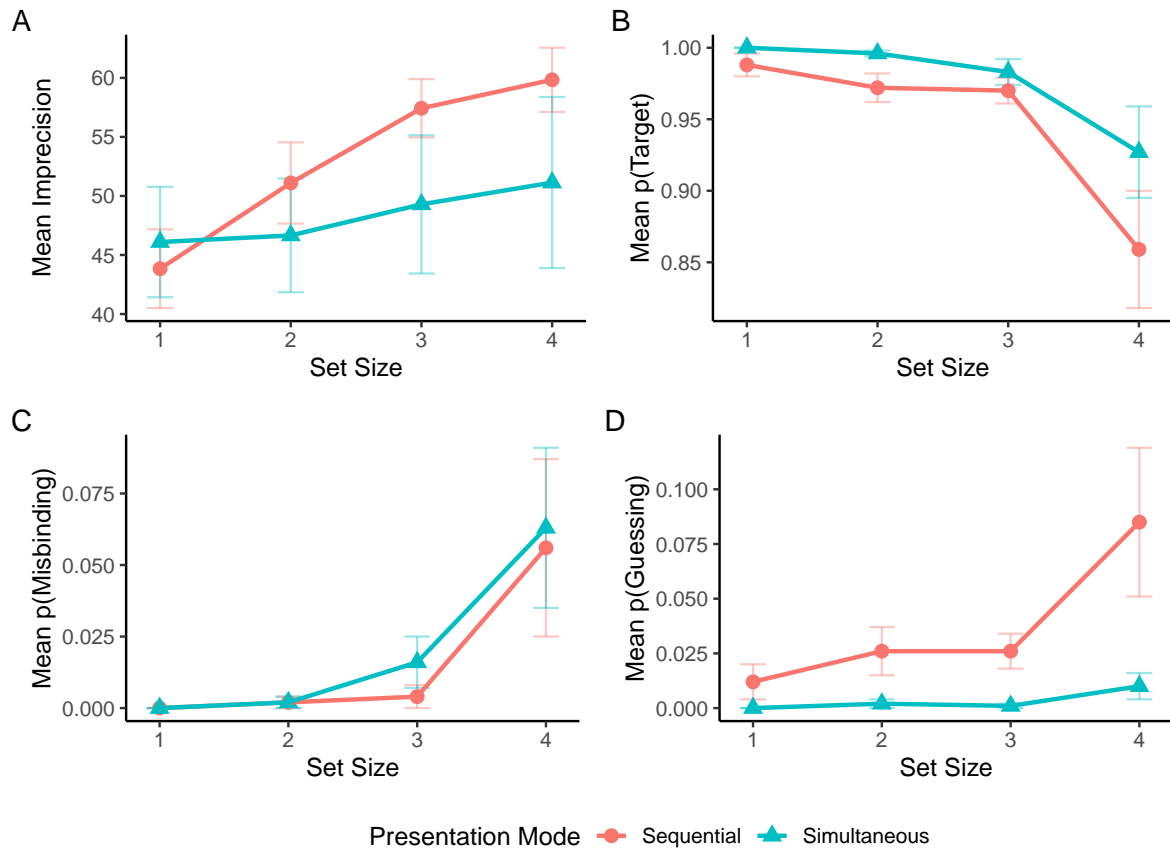 A
Mean Imprecision
60
55
50
45
40
1 2 3 4
Set Size
B
Mean p(Target)
1.00
0.95
0.90
0.85
1 2 3 4
Set Size
C
Mean p(Misbinding)
0.075
0.050
0.025
0.000
1 2 3 4
Set Size
D
Mean p(Guessing)
0.100
0.075
0.050
0.025
0.000
1 2 3 4
Set Size
Presentation Mode Sequential Simultaneous